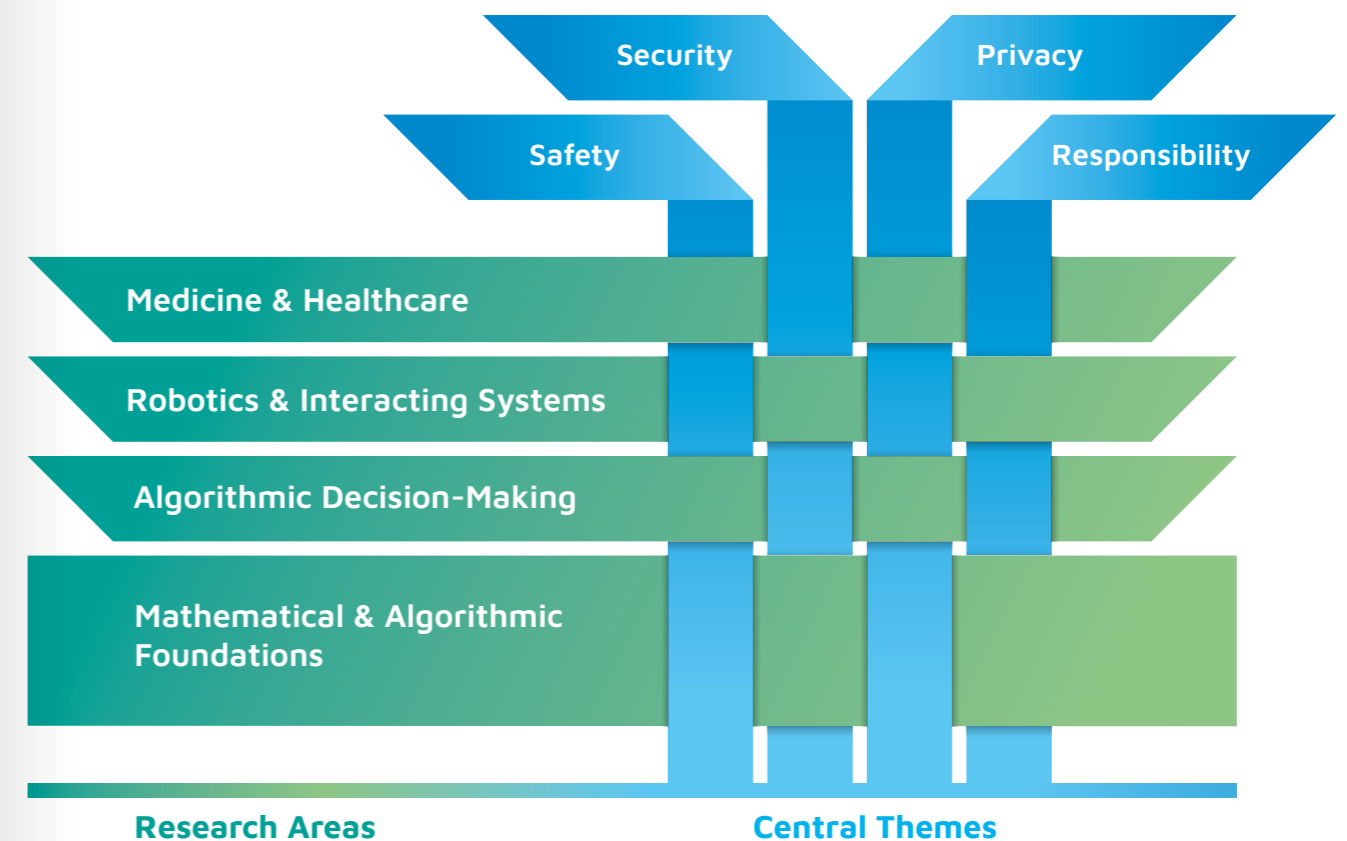 Security
Privacy
Safety
Responsibility
Medicine & Healthcare
Robotics & Interacting Systems
Algorithmic Decision-Making
Mathematical & Algorithmic
Foundations
Research Areas
Central Themes